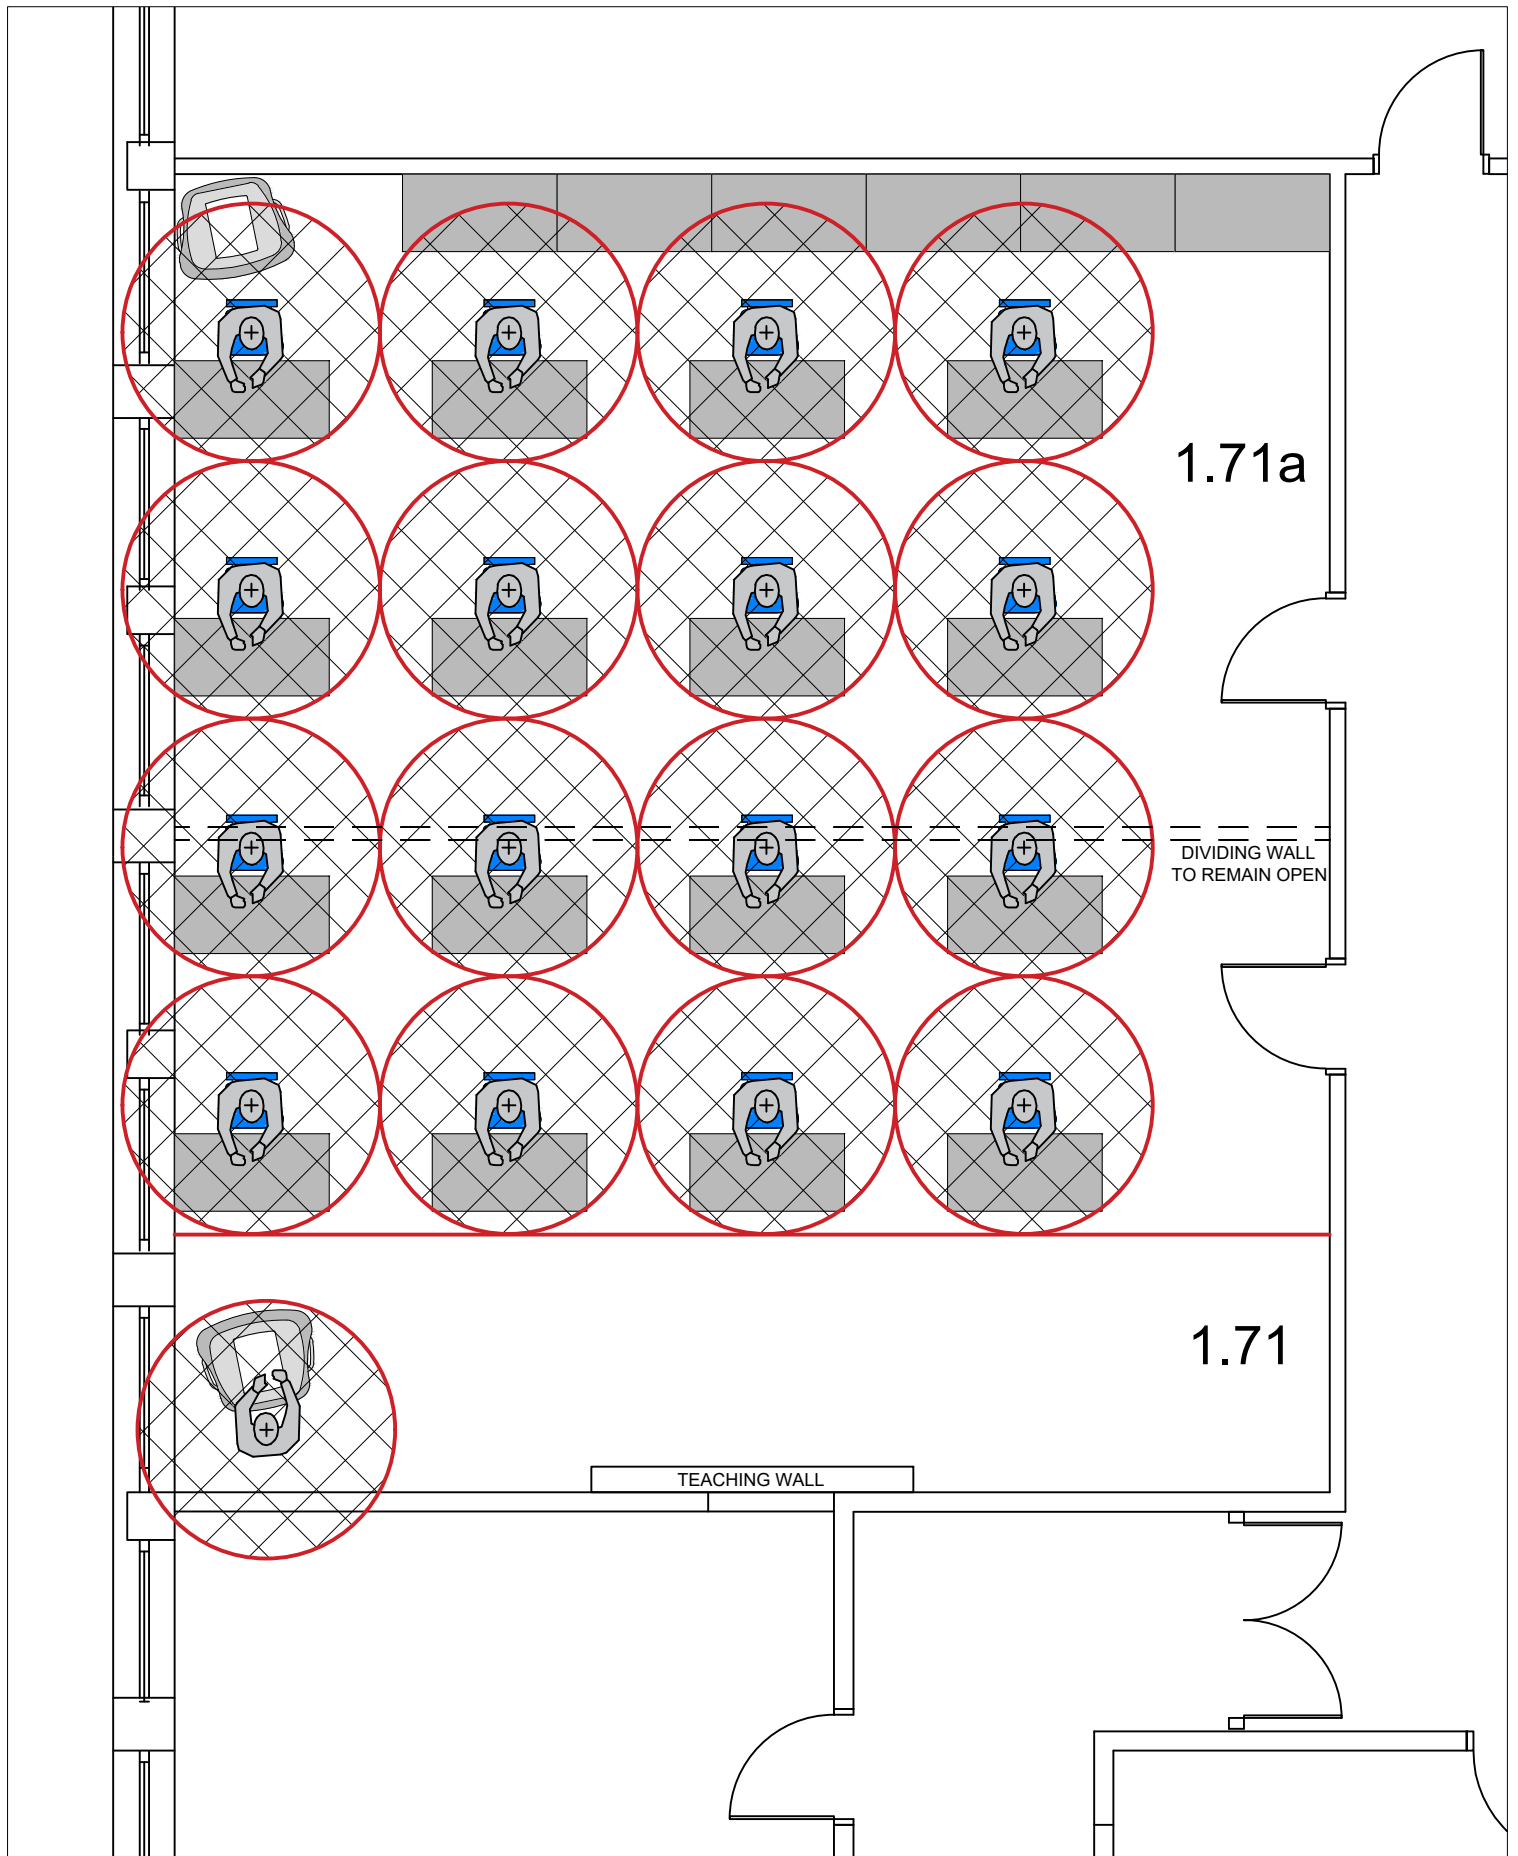 1.71a
DIVIDING WALL
TO REMAIN OPEN
1.71
TEACHING WALL